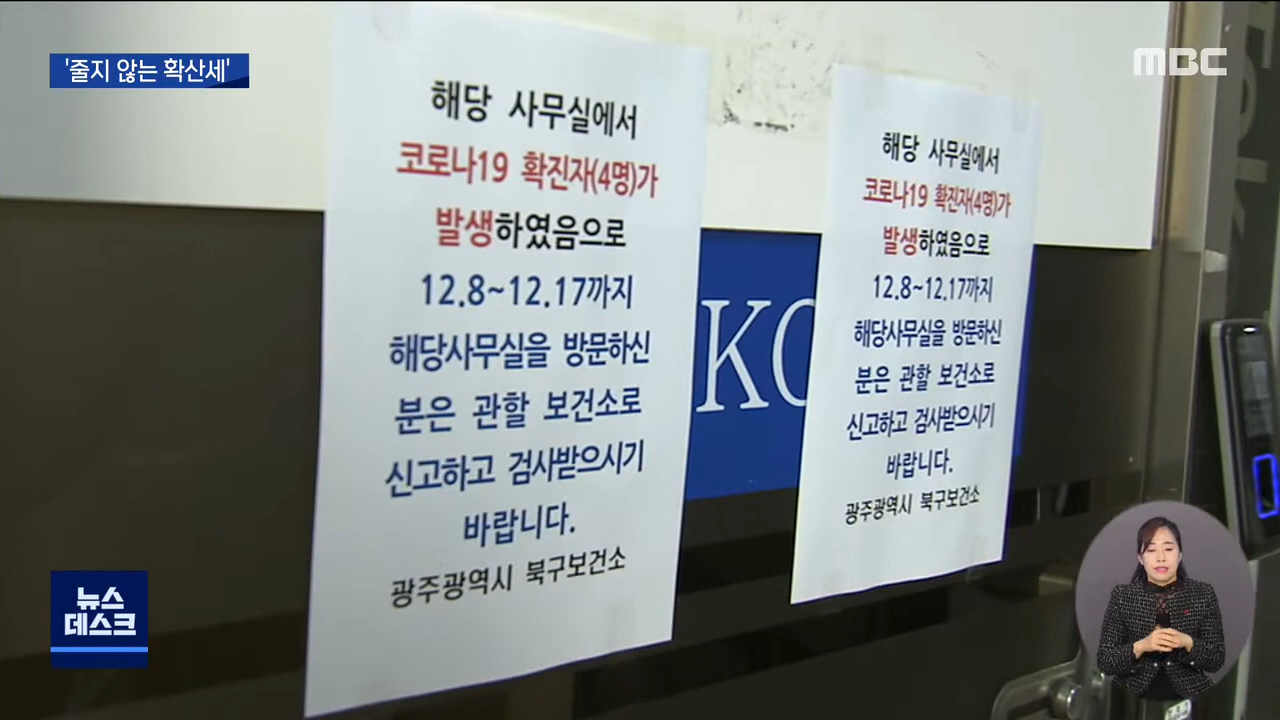 '줄지 않는 확산세'
MBC
해당 사무실에서
코로나19 확진자(4명)가
발생하였음으로
12.8~12.17까지
해당사무실을 방문하신
분은 관할 보건소로
신고하고 검사받으시기
바랍니다.
광주광역시 북구보건소
KO
해당 사무실에서
코로나19 확진자(4명)가
발생하였음으로
12.8~12.17까지
해당사무실을 방문하신
분은 관할 보건소로
신고하고 검사받으시기
바랍니다.
광주광역시 북구보건소
뉴스
데스크